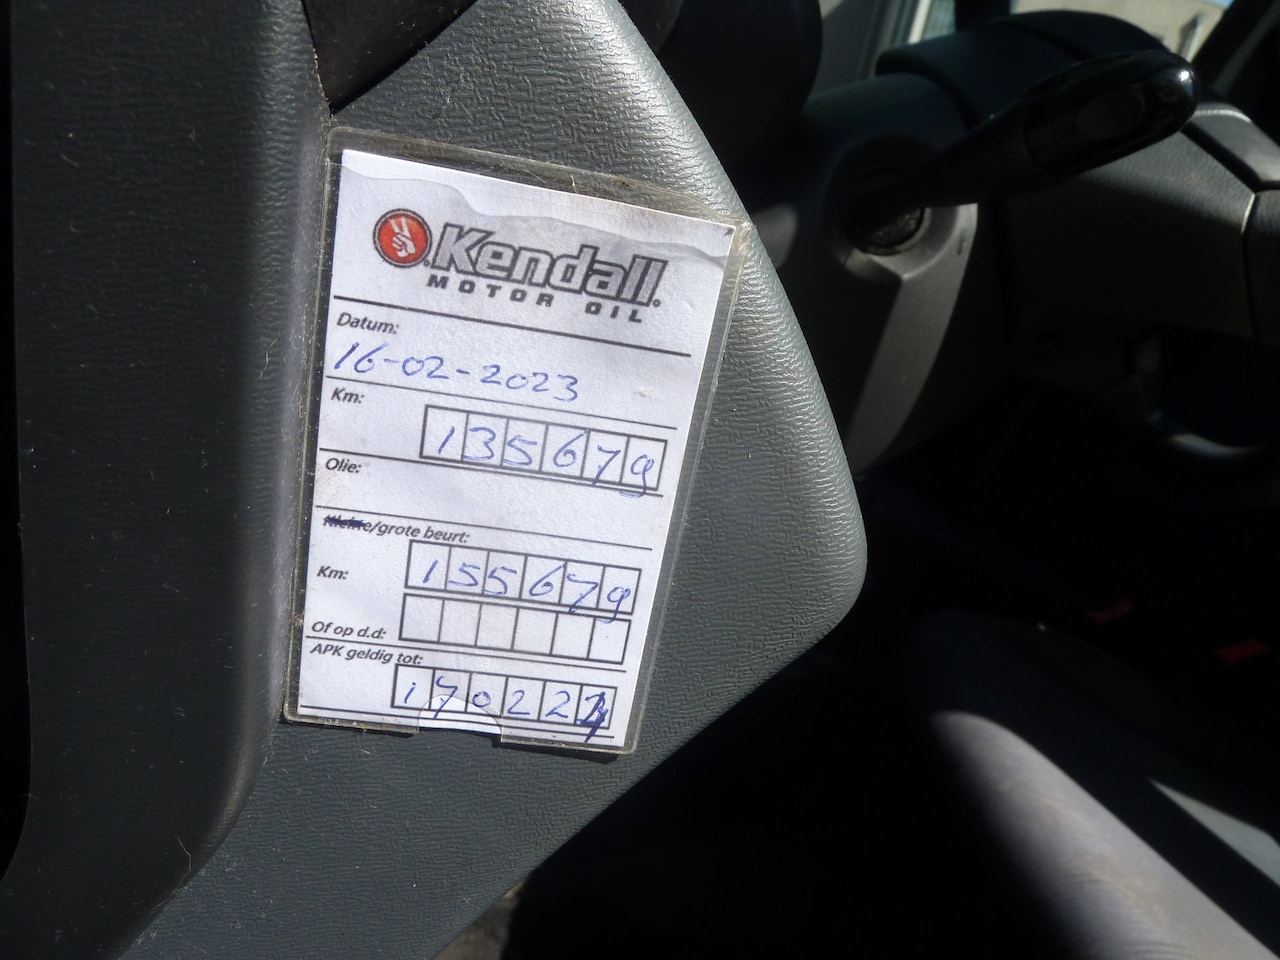 Kendall
MOTOR OIL
Datum:
16-02-2023
Km:
135679
Olie:
Kleine/grote beurt:
Km:
155679
Of op d.d:
APK geldig tot:
170224